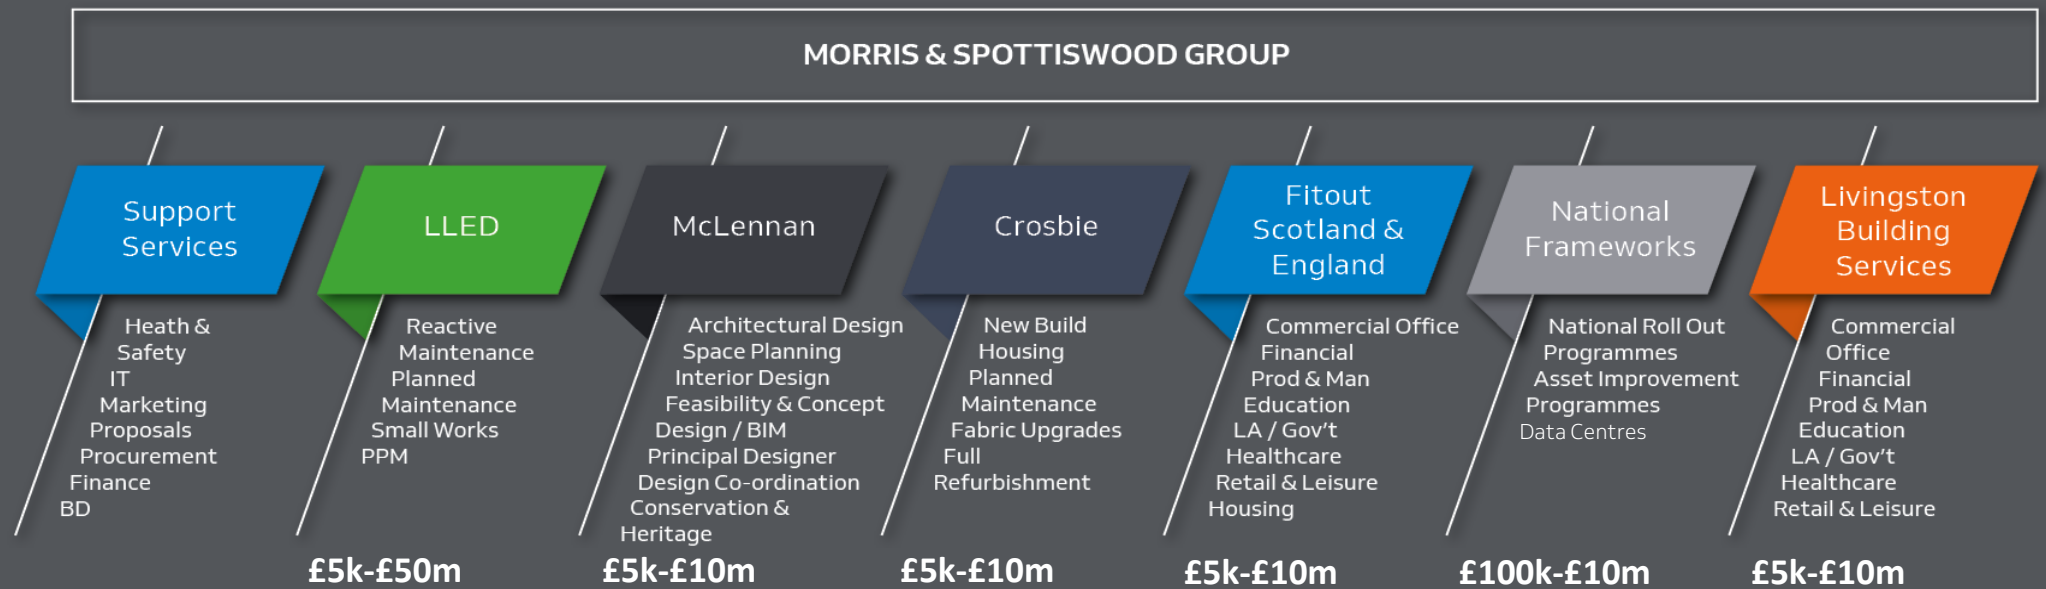 MORRIS & SPOTTISWOOD GROUP
Support
Services
Heath &
Safety
IT
Marketing
Proposals
Procurement
Finance
BD
LLED
Reactive
Maintenance
Planned
Maintenance
Small Works
PPM
£5k-£50m
McLennan
Architectural Design
Space Planning
Interior Design
Feasibility & Concept
Design / BIM
Principal Designer
Design Co-ordination
Conservation &
Heritage
£5k-£10m
Crosbie
New Build
Housing
Planned
Maintenance
Fabric Upgrades
Full
Refurbishment
£5k-£10m
Fitout
Scotland &
England
Commercial Office
Financial
Prod & Man
Education
LA / Gov't
Healthcare
Retail & Leisure
Housing
£5k-£10m
National
Frameworks
National Roll Out
Programmes
Asset Improvement
Programmes
Data Centres
£100k-£10m
Livingston
Building
Services
Commercial
Office
Financial
Prod & Man
Education
LA / Gov't
Healthcare
Retail & Leisure
£5k-£10m